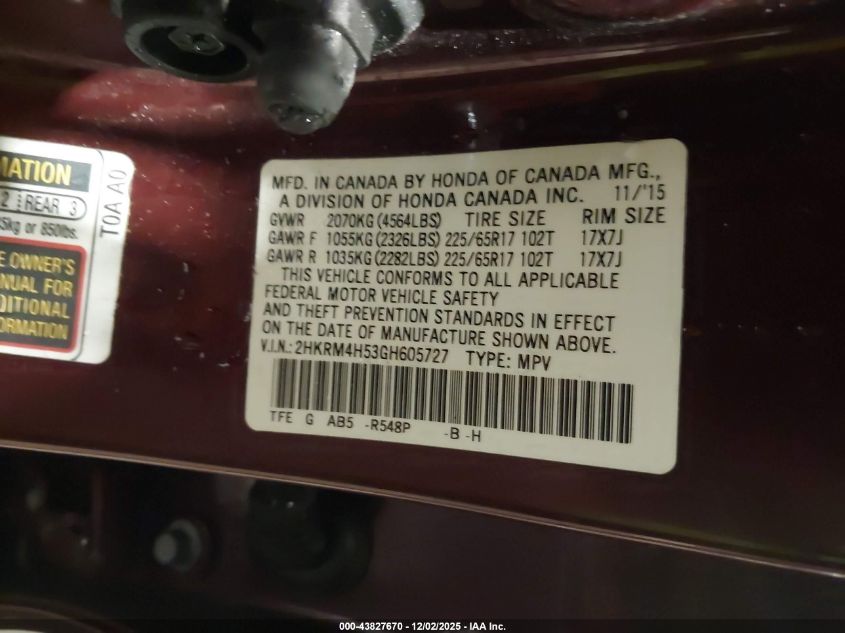 MATION
2 REAR 3
5kg or 850lbs.
E OWNER'S
NUAL FOR
DITIONAL
ORMATION
T0A A0
MFD. IN CANADA BY HONDA OF CANADA MFG.,
A DIVISION OF HONDA CANADA INC. 11/'15
GVWR 2070KG(4564LBS) TIRE SIZE RIM SIZE
GAWR F 1055KG(2326LBS) 225/65R17 102T 17X7J
GAWR R 1035KG(2282LBS) 225/65R17 102T 17X7J
THIS VEHICLE CONFORMS TO ALL APPLICABLE
FEDERAL MOTOR VEHICLE SAFETY
AND THEFT PREVENTION STANDARDS IN EFFECT
ON THE DATE OF MANUFACTURE SHOWN ABOVE.
V.I.N.: 2HKRM4H53GH605727 TYPE: MPV
TFE G AB5 -R548P -B -H
000-43827670 - 12/02/2025 - IAA Inc.